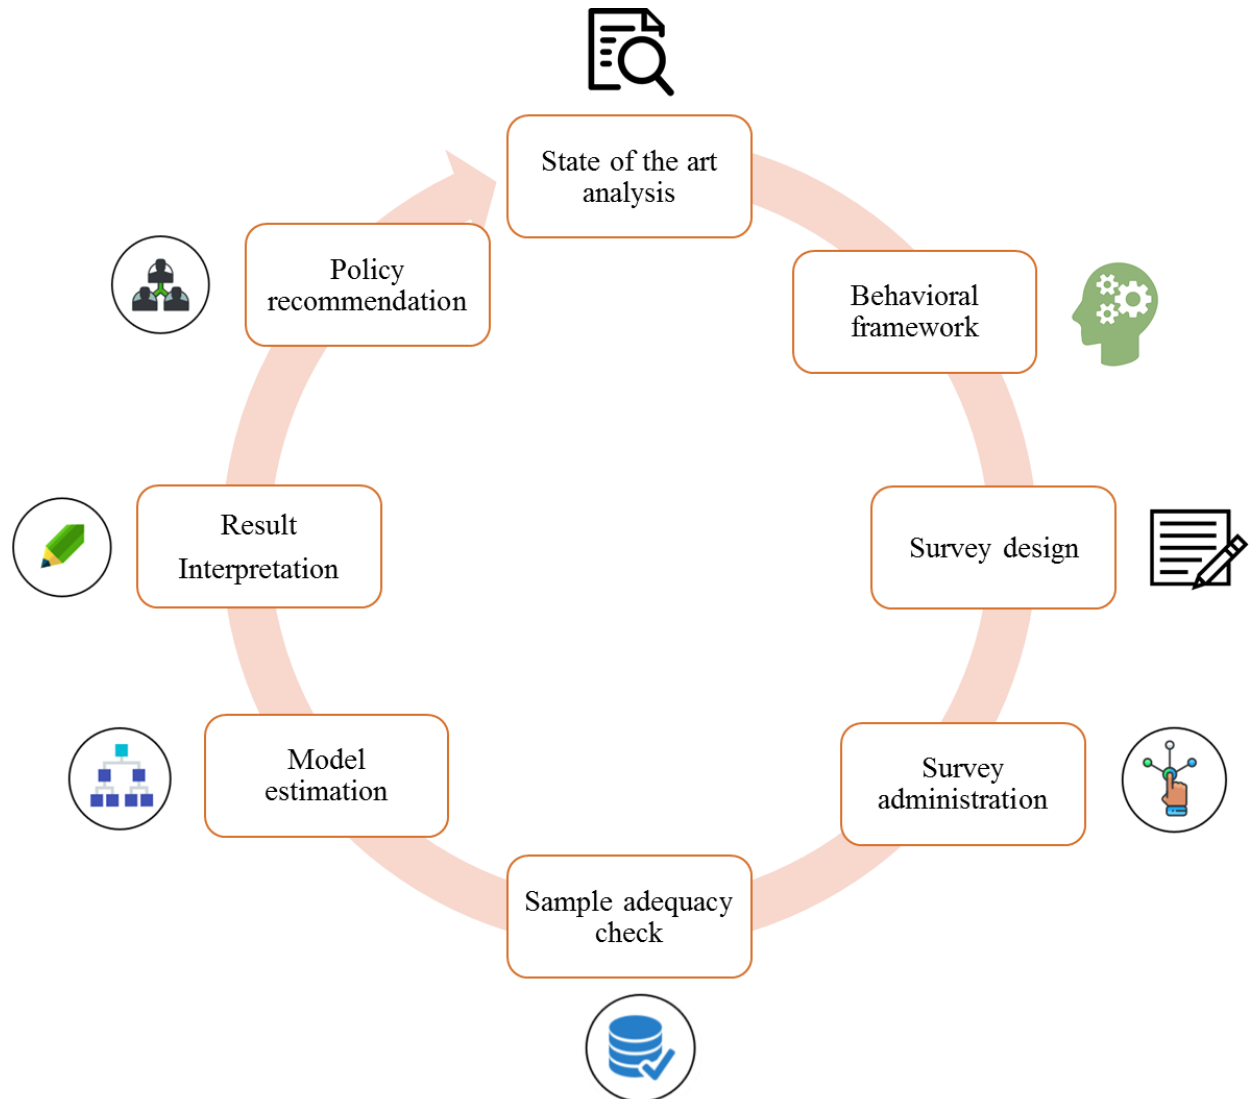 State of the art
analysis
Behavioral
framework
Survey design
Survey
administration
Sample adequacy
check
Model
estimation
Result
Interpretation
Policy
recommendation